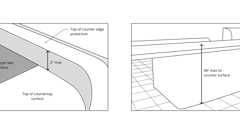 Top of counter edge
protection
2" max
Top of countertop
surface
36" max to
counter surface